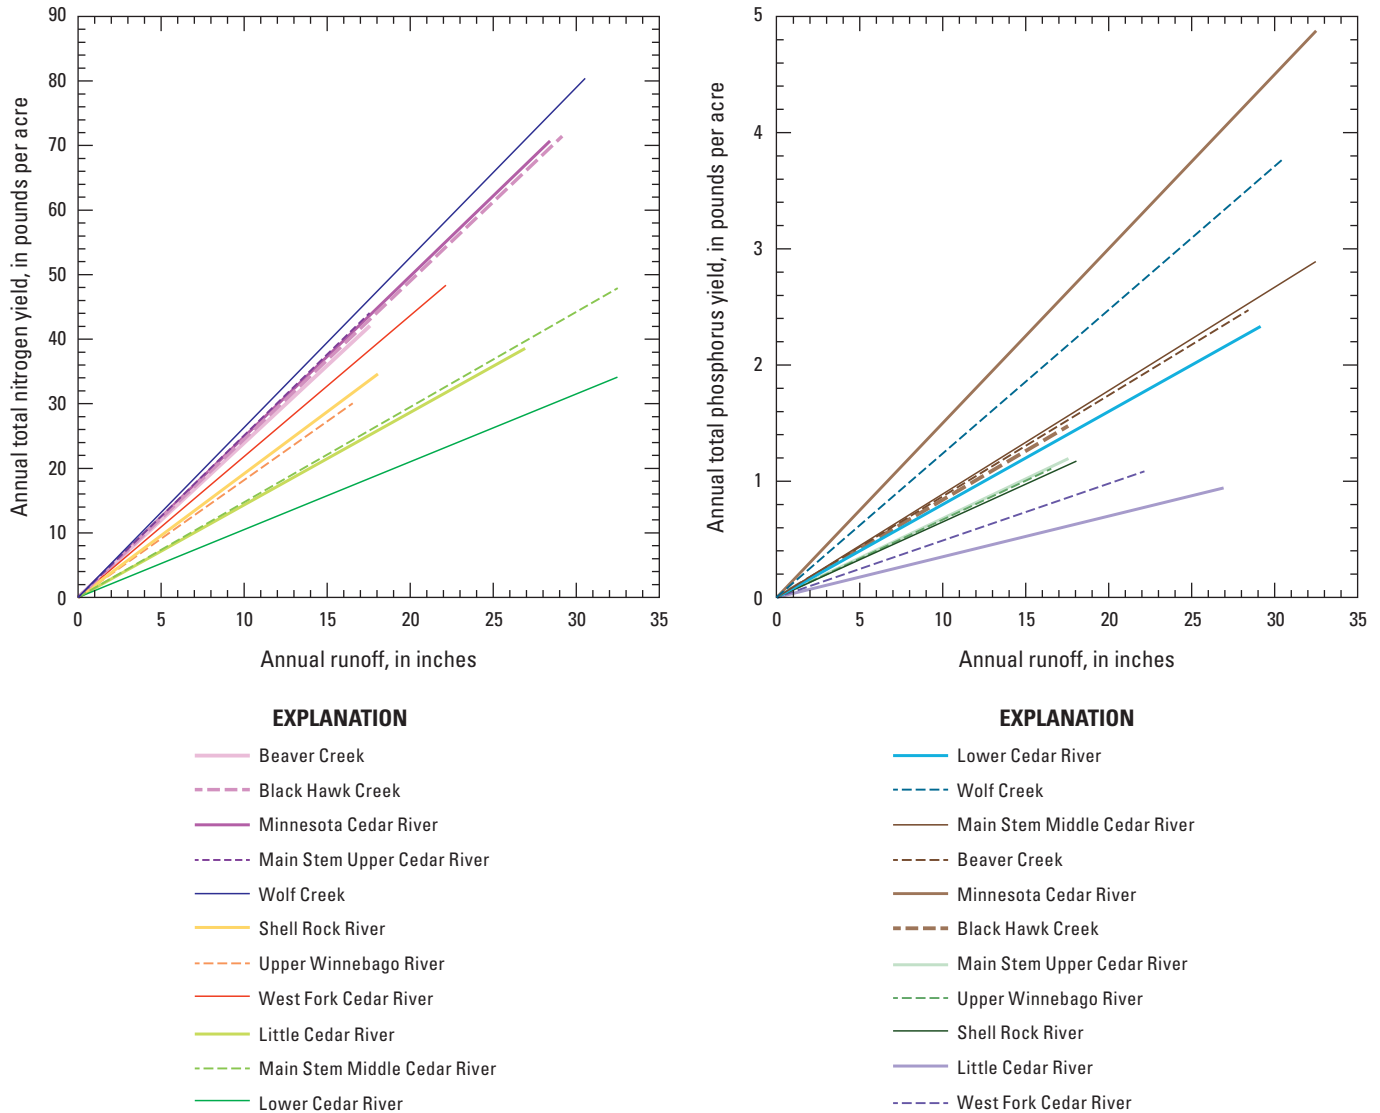 Annual total nitrogen yield, in pounds per acre
90
80
70
60
50
40
30
20
10
0
0 5 10 15 20 25 30 35
Annual runoff, in inches
EXPLANATION
Beaver Creek
Black Hawk Creek
Minnesota Cedar River
Main Stem Upper Cedar River
Wolf Creek
Shell Rock River
Upper Winnebago River
West Fork Cedar River
Little Cedar River
Main Stem Middle Cedar River
Lower Cedar River
Annual total phosphorus yield, in pounds per acre
5
4
3
2
1
0
0 5 10 15 20 25 30 35
Annual runoff, in inches
EXPLANATION
Lower Cedar River
Wolf Creek
Main Stem Middle Cedar River
Beaver Creek
Minnesota Cedar River
Black Hawk Creek
Main Stem Upper Cedar River
Upper Winnebago River
Shell Rock River
Little Cedar River
West Fork Cedar River